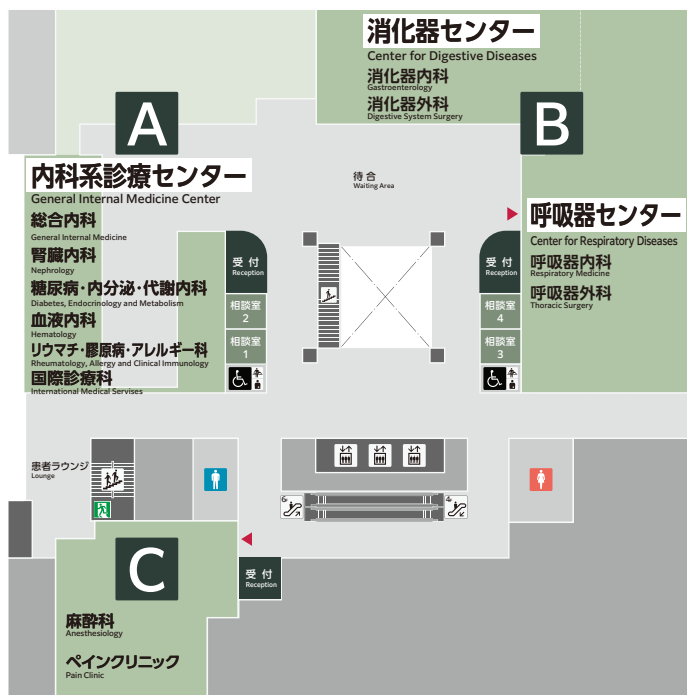 消化器センター
Center for Digestive Diseases
消化器内科
Gastroenterology
消化器外科
Digestive System Surgery
A
B
内科系診療センター
General Internal Medicine Center
総合内科
General Internal Medicine
腎臓内科
Nephrology
糖尿病・内分泌・代謝内科
Diabetes, Endocrinology and Metabolism
血液内科
Hematology
リウマチ・膠原病・アレルギー科
Rheumatology, Allergy and Clinical Immunology
国際診療科
International Medical Servises
待合
Waiting Area
呼吸器センター
Center for Respiratory Diseases
呼吸器内科
Respiratory Medicine
呼吸器外科
Thoracic Surgery
受付
Reception
相談室
2
相談室
1
受付
Reception
相談室
4
相談室
3
患者ラウンジ
Lounge
6F
4F
C
受付
Reception
麻酔科
Anesthesiology
ペインクリニック
Pain Clinic